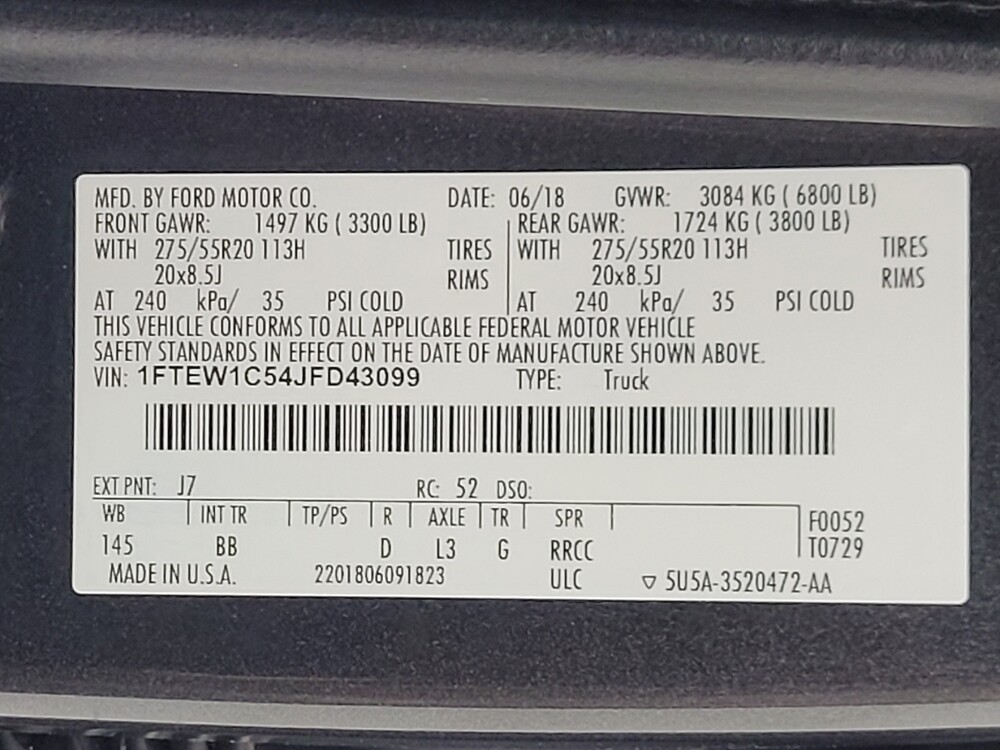 MFD. BY FORD MOTOR CO. DATE: 06/18 GVWR: 3084 KG ( 6800 LB)
FRONT GAWR: 1497 KG ( 3300 LB) REAR GAWR: 1724 KG ( 3800 LB)
WITH 275/55R20 113H TIRES WITH 275/55R20 113H TIRES
20x8.5J RIMS 20x8.5J RIMS
AT 240 kPa/ 35 PSI COLD AT 240 kPa/ 35 PSI COLD
THIS VEHICLE CONFORMS TO ALL APPLICABLE FEDERAL MOTOR VEHICLE
SAFETY STANDARDS IN EFFECT ON THE DATE OF MANUFACTURE SHOWN ABOVE.
VIN: 1FTEW1C54JFD43099 TYPE: Truck
EXT PNT: J7 RC: 52 DSO:
WB INT TR TP/PS R AXLE TR SPR F0052
145 BB D L3 G RRCC T0729
MADE IN U.S.A. 2201806091823 ULC ▽ 5U5A-3520472-AA